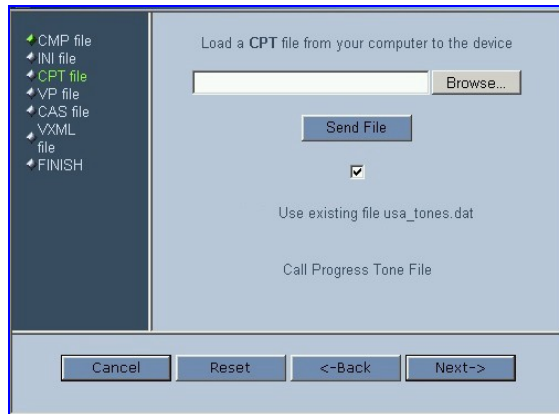 CMP file
INI file
CPT file
VP file
CAS file
VXML
file
FINISH
Load a CPT file from your computer to the device
Browse...
Send File
Use existing file usa_tones.dat
Call Progress Tone File
Cancel
Reset
<-Back
Next->